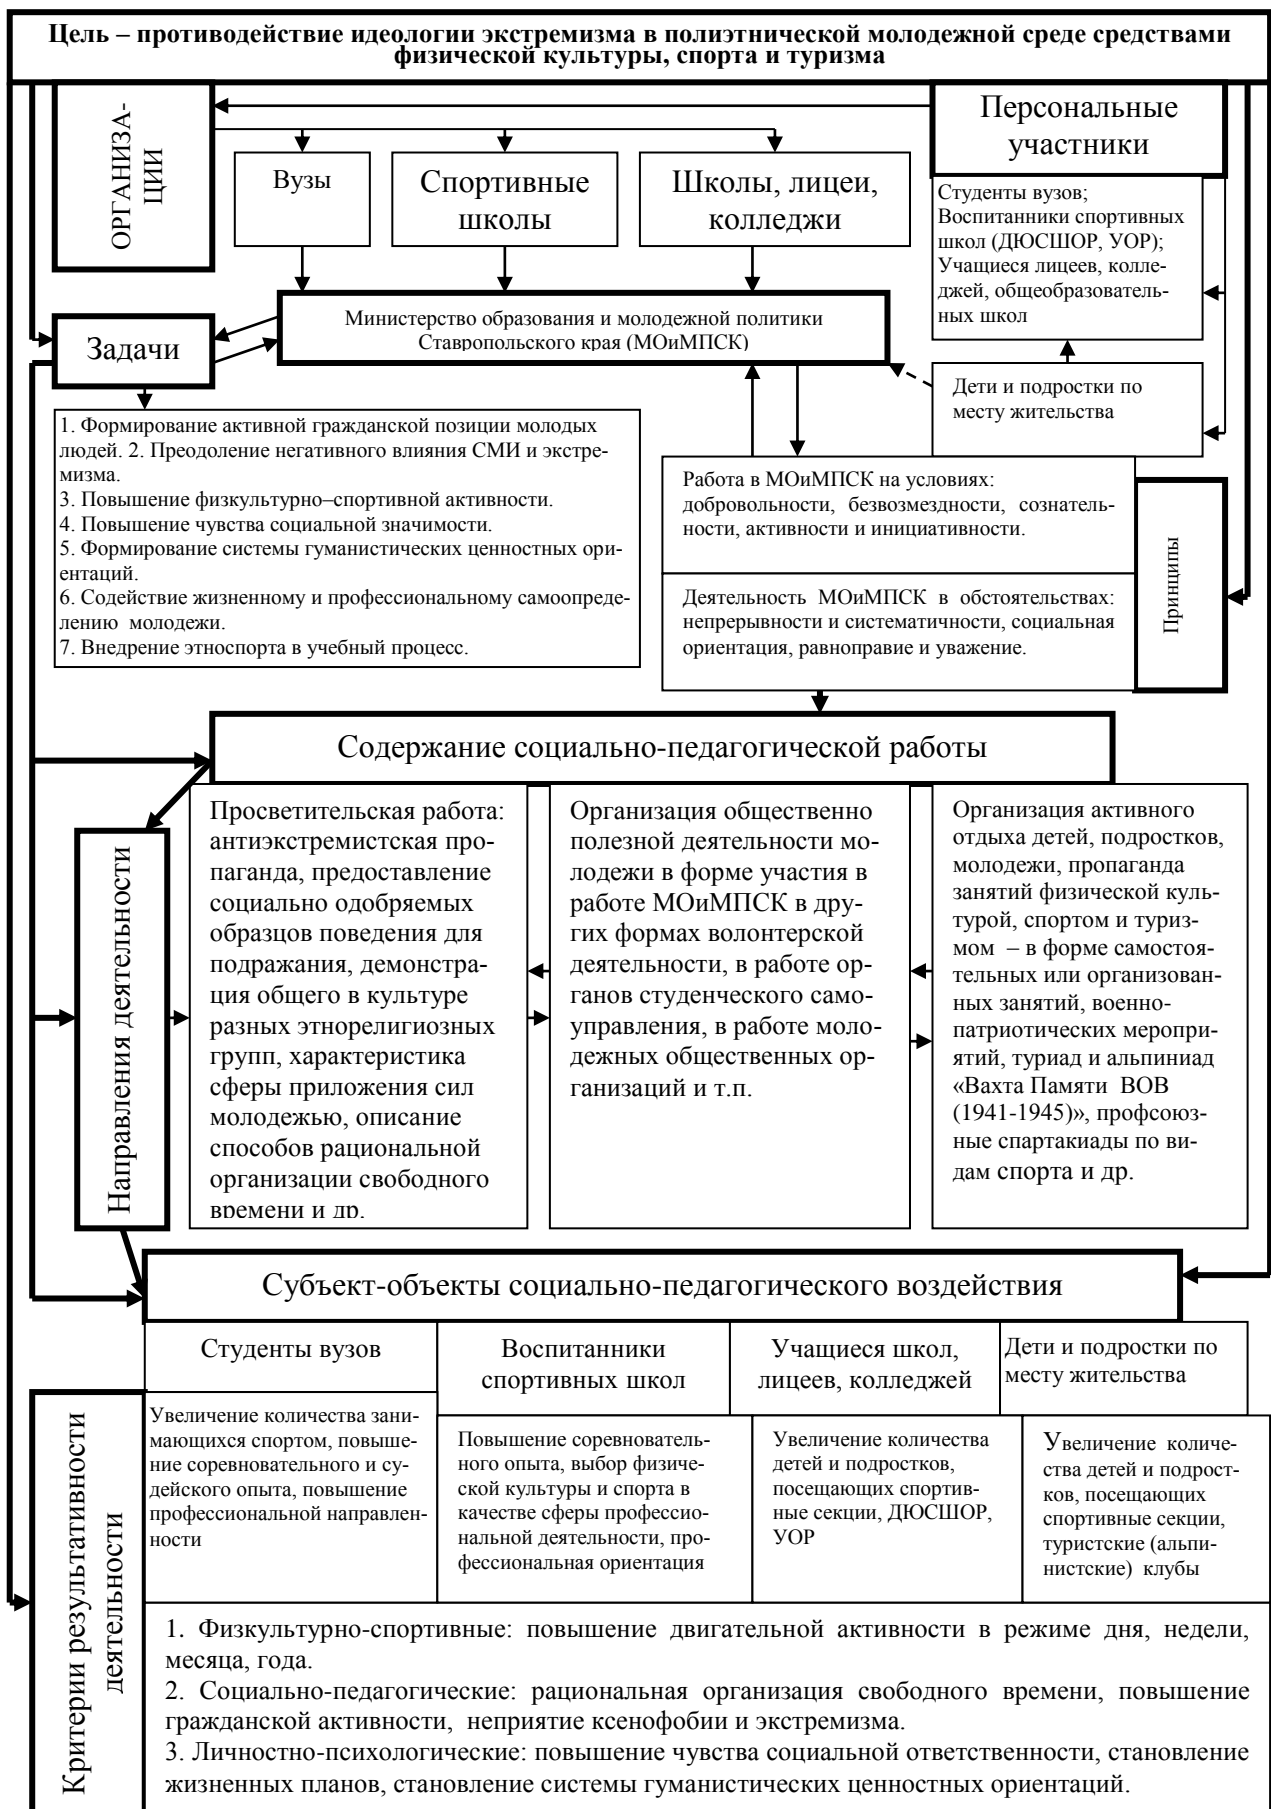 Цель – противодействие идеологии экстремизма в полиэтнической молодежной среде средствами
физической культуры, спорта и туризма
ОРГАНИЗА-
ЦИИ
Персональные
участники
Вузы
Спортивные
школы
Школы, лицеи,
колледжи
Студенты вузов;
Воспитанники спортивных
школ (ДЮСШОР, УОР);
Учащиеся лицеев, колле-
джей, общеобразователь-
ных школ
Министерство образования и молодежной политики
Ставропольского края (МОиМПСК)
Задачи
Дети и подростки по
месту жительства
1. Формирование активной гражданской позиции молодых
людей. 2. Преодоление негативного влияния СМИ и экстре-
мизма.
3. Повышение физкультурно–спортивной активности.
4. Повышение чувства социальной значимости.
5. Формирование системы гуманистических ценностных ори-
ентаций.
6. Содействие жизненному и профессиональному самоопреде-
лению молодежи.
7. Внедрение этноспорта в учебный процесс.
Работа в МОиМПСК на условиях:
добровольности, безвозмездности, сознатель-
ности, активности и инициативности.
Деятельность МОиМПСК в обстоятельствах:
непрерывности и систематичности, социальная
ориентация, равноправие и уважение.
Принципы
Содержание социально-педагогической работы
Направления деятельности
Просветительская работа:
антиэкстремистская про-
паганда, предоставление
социально одобряемых
образцов поведения для
подражания, демонстра-
ция общего в культуре
разных этнорелигиозных
групп, характеристика
сферы приложения сил
молодежью, описание
способов рациональной
организации свободного
времени и др.
Организация общественно
полезной деятельности мо-
лодежи в форме участия в
работе МОиМПСК в дру-
гих формах волонтерской
деятельности, в работе ор-
ганов студенческого само-
управления, в работе моло-
дежных общественных ор-
ганизаций и т.п.
Организация активного
отдыха детей, подростков,
молодежи, пропаганда
занятий физической куль-
турой, спортом и туриз-
мом – в форме самостоя-
тельных или организован-
ных занятий, военно-
патриотических меропри-
ятий, туриад и альпиниад
«Вахта Памяти ВОВ
(1941-1945)», профсоюз-
ные спартакиады по ви-
дам спорта и др.
Субъект-объекты социально-педагогического воздействия
Студенты вузов
Воспитанники
спортивных школ
Учащиеся школ,
лицеев, колледжей
Дети и подростки по
месту жительства
Критерии результативности
деятельности
Увеличение количества зани-
мающихся спортом, повыше-
ние соревновательного и су-
дейского опыта, повышение
профессиональной направлен-
ности
Повышение соревнователь-
ного опыта, выбор физиче-
ской культуры и спорта в
качестве сферы профессио-
нальной деятельности, про-
фессиональная ориентация
Увеличение количества
детей и подростков,
посещающих спортив-
ные секции, ДЮСШОР,
УОР
Увеличение количе-
ства детей и подрост-
ков, посещающих
спортивные секции,
туристские (альпи-
нистские) клубы
1. Физкультурно-спортивные: повышение двигательной активности в режиме дня, недели,
месяца, года.
2. Социально-педагогические: рациональная организация свободного времени, повышение
гражданской активности, неприятие ксенофобии и экстремизма.
3. Личностно-психологические: повышение чувства социальной ответственности, становление
жизненных планов, становление системы гуманистических ценностных ориентаций.